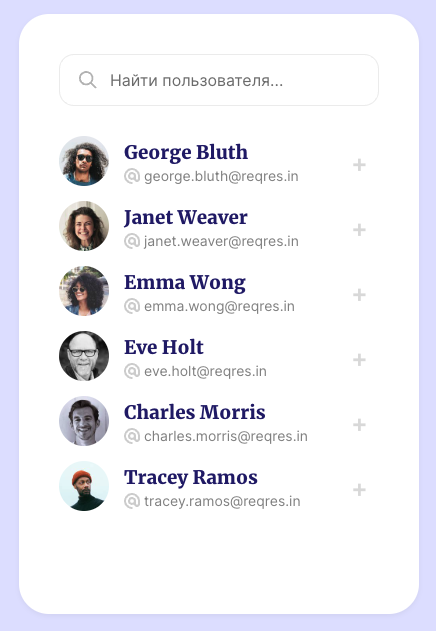 Найти пользователя...
George Bluth
george.bluth@reqres.in
Janet Weaver
janet.weaver@reqres.in
Emma Wong
emma.wong@reqres.in
Eve Holt
eve.holt@reqres.in
Charles Morris
charles.morris@reqres.in
Tracey Ramos
tracey.ramos@reqres.in